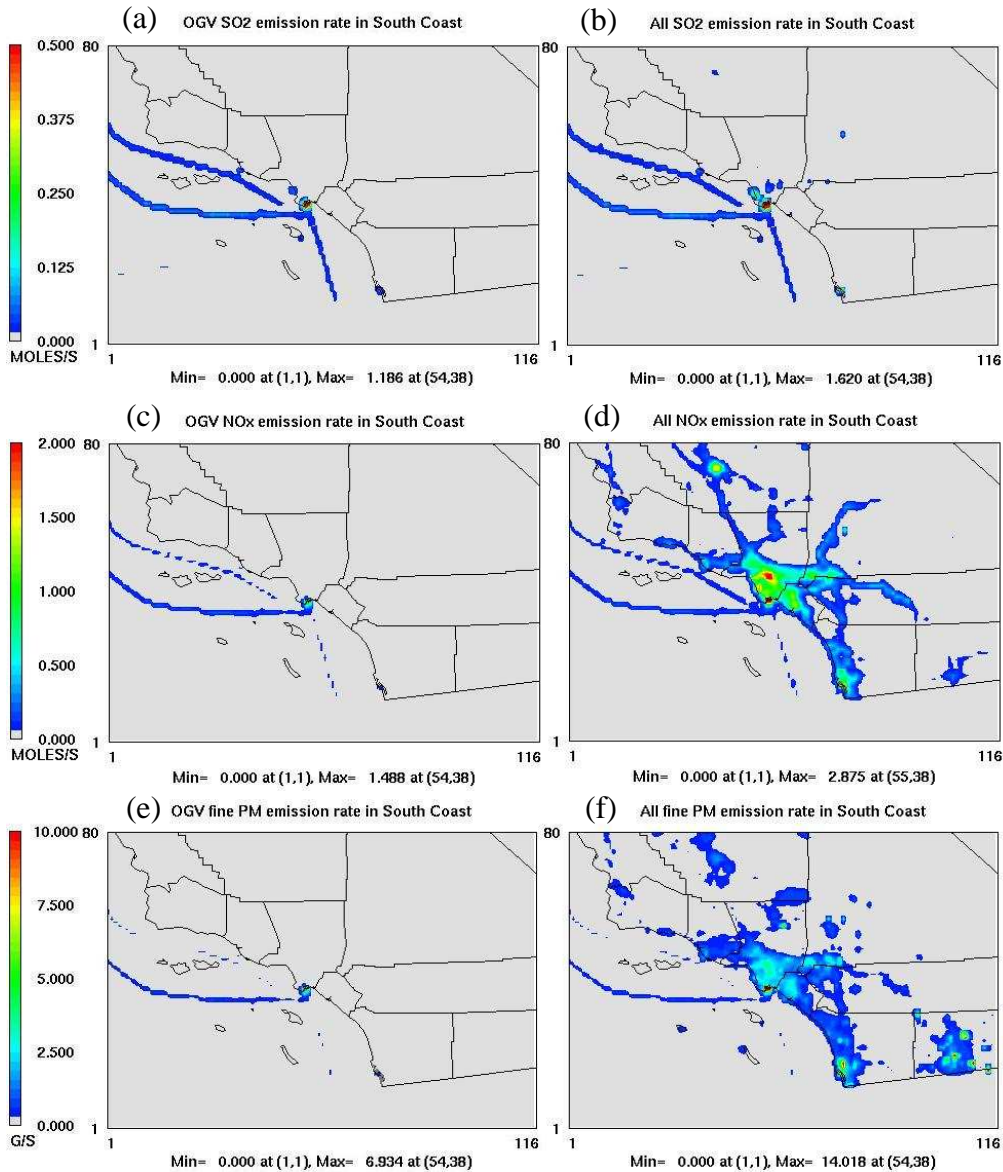 (a) OGV SO2 emission rate in South Coast
(b) All SO2 emission rate in South Coast
0.500
0.375
0.250
0.125
0.000
MOLES/S
80
1
1
116
Min= 0.000 at (1,1), Max= 1.186 at (54,38)
80
1
1
116
Min= 0.000 at (1,1), Max= 1.620 at (54,38)
(c) OGV NOx emission rate in South Coast
(d) All NOx emission rate in South Coast
2.000
1.500
1.000
0.500
0.000
MOLES/S
80
1
1
116
Min= 0.000 at (1,1), Max= 1.488 at (54,38)
80
1
1
116
Min= 0.000 at (1,1), Max= 2.875 at (55,38)
(e) OGV fine PM emission rate in South Coast
(f) All fine PM emission rate in South Coast
10.000
7.500
5.000
2.500
0.000
G/S
80
1
1
116
Min= 0.000 at (1,1), Max= 6.934 at (54,38)
80
1
1
116
Min= 0.000 at (1,1), Max= 14.018 at (54,38)